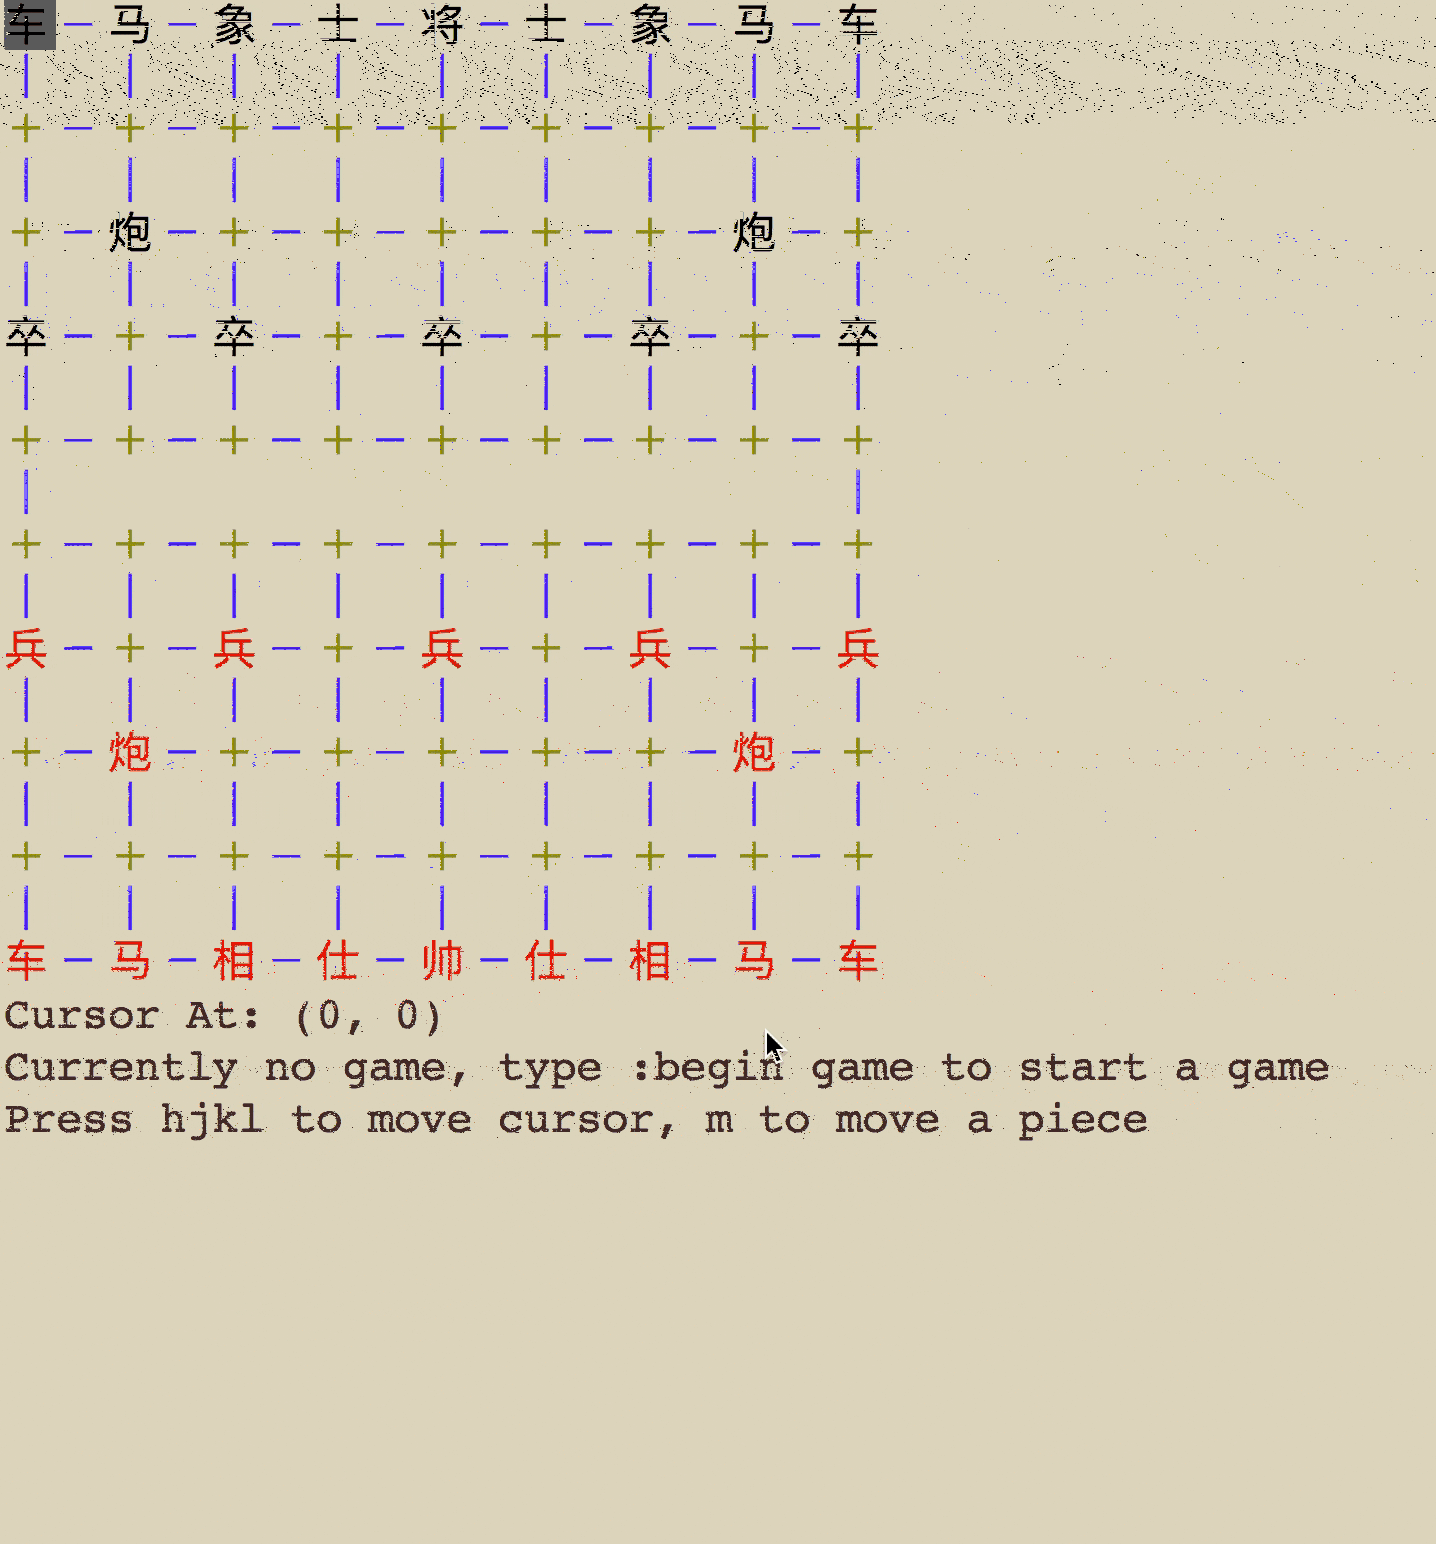 车 马 象 士 将 士 象 马 车
炮 炮
卒 卒 卒 卒 卒
兵 兵 兵 兵 兵
炮 炮
车 马 相 仕 帅 仕 相 马 车
Cursor At: (0, 0)
Currently no game, type :begin game to start a game
Press hjkl to move cursor, m to move a piece